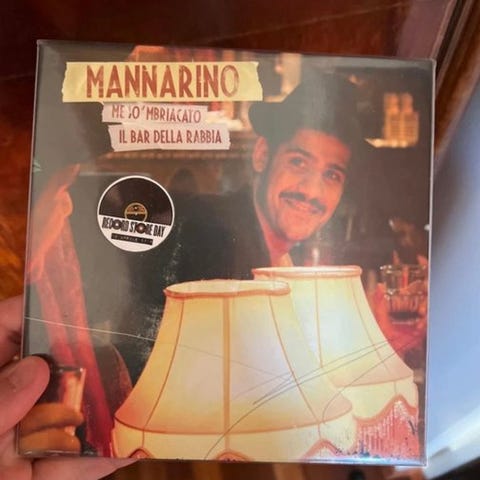 MANNARINO
ME SO' MBRIACATO
IL BAR DELLA RABBIA
RECORD STORE DAY